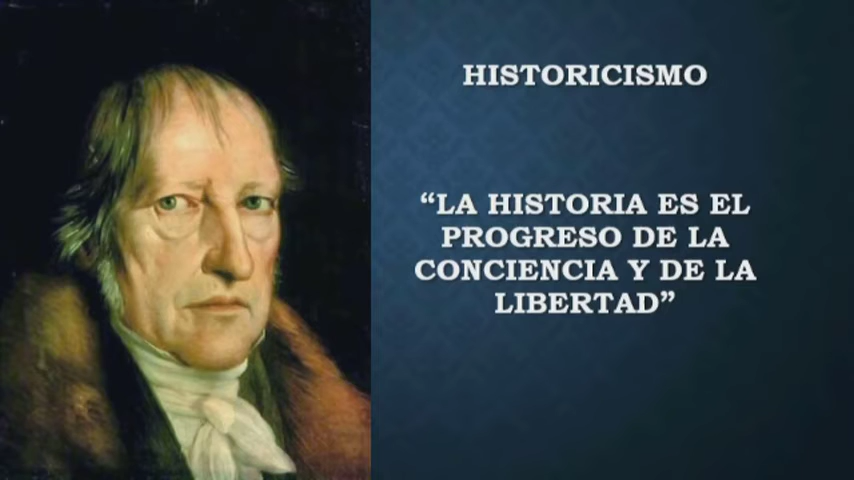 HISTORICISMO
“LA HISTORIA ES EL
PROGRESO DE LA
CONCIENCIA Y DE LA
LIBERTAD”